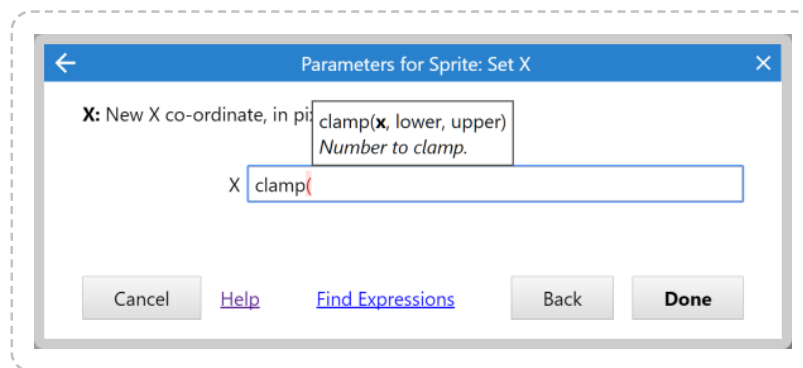 Parameters for Sprite: Set X
X: New X co-ordinate, in pi
clamp(x, lower, upper)
Number to clamp.
X clamp(
Cancel Help Find Expressions Back Done